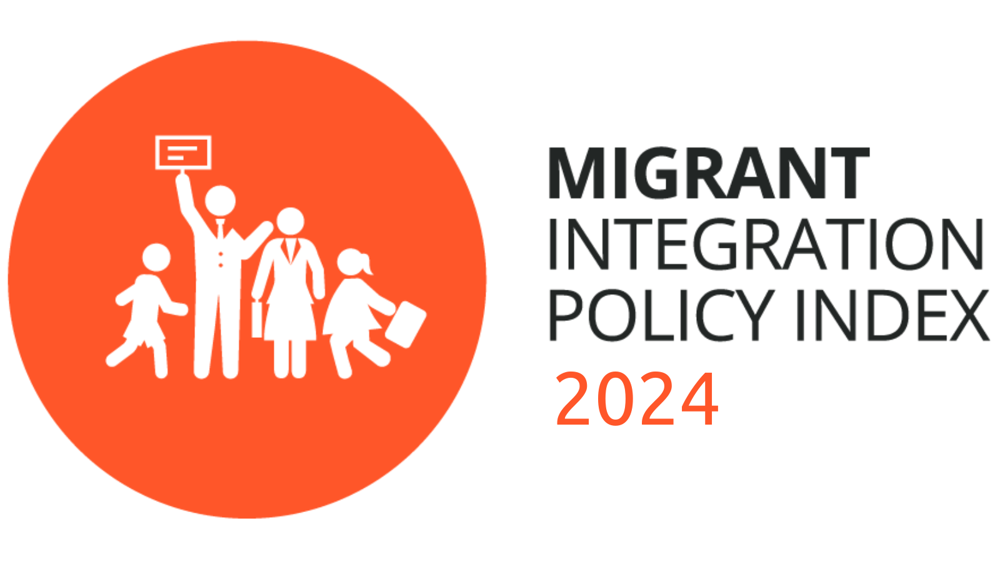 MIGRANT
INTEGRATION
POLICY INDEX
2024